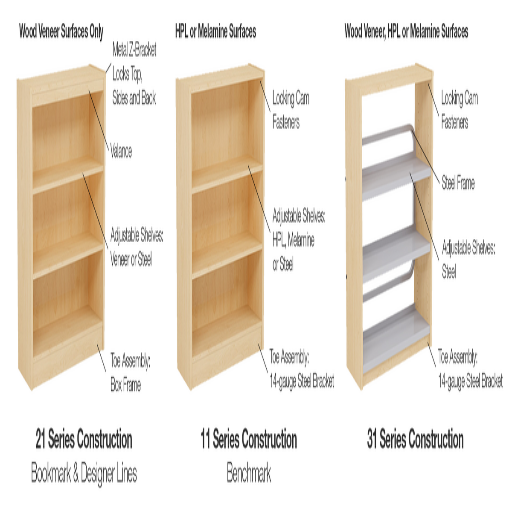 Wood Veneer Surfaces Only
Metal Z-Bracket
Locks Top,
Sides and Back
Valance
Adjustable Shelves:
Veneer or Steel
Toe Assembly:
Box Frame
21 Series Construction
Bookmark & Designer Lines
HPL or Melamine Surfaces
Locking Cam
Fasteners
Adjustable Shelves:
HPL, Melamine
or Steel
Toe Assembly:
14-gauge Steel Bracket
11 Series Construction
Benchmark
Wood Veneer, HPL or Melamine Surfaces
Locking Cam
Fasteners
Steel Frame
Adjustable Shelves:
Steel
Toe Assembly:
14-gauge Steel Bracket
31 Series Construction